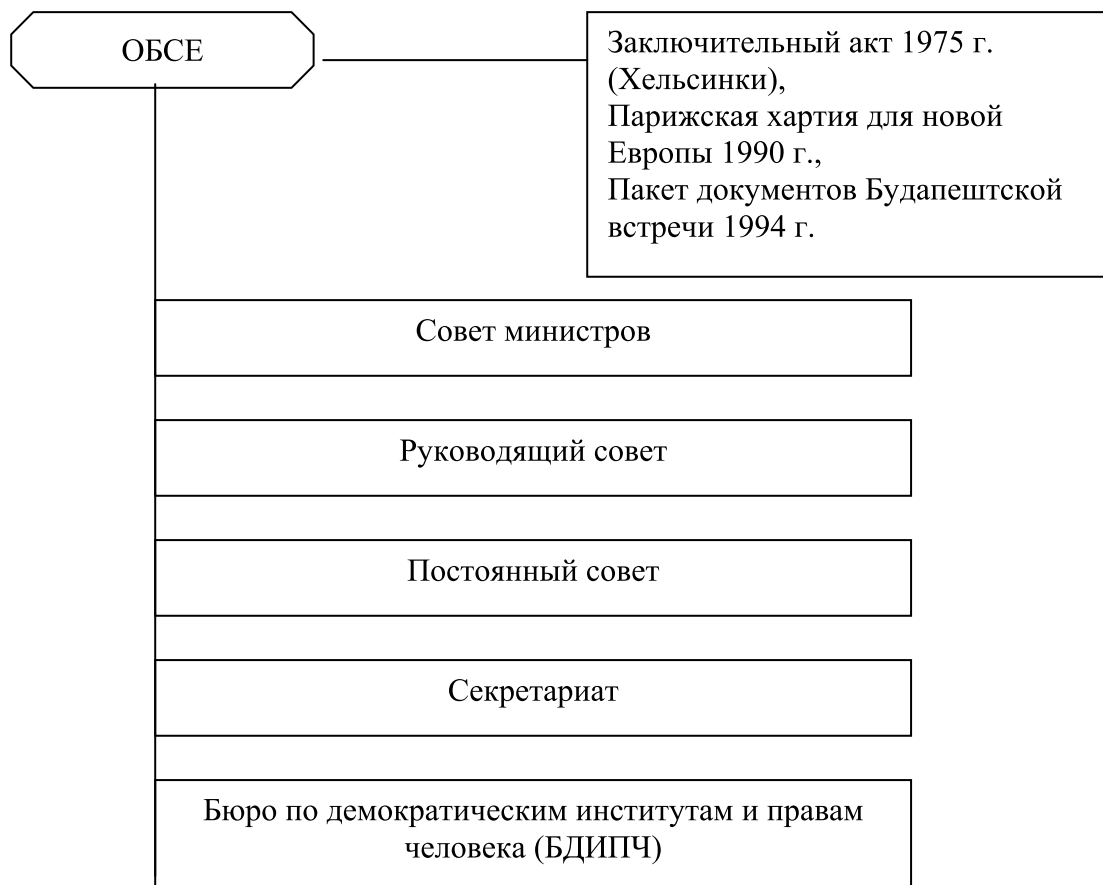 ОБСЕ
Заключительный акт 1975 г.
(Хельсинки),
Парижская хартия для новой
Европы 1990 г.,
Пакет документов Будапештской
встречи 1994 г.
Совет министров
Руководящий совет
Постоянный совет
Секретариат
Бюро по демократическим институтам и правам
человека (БДИПЧ)